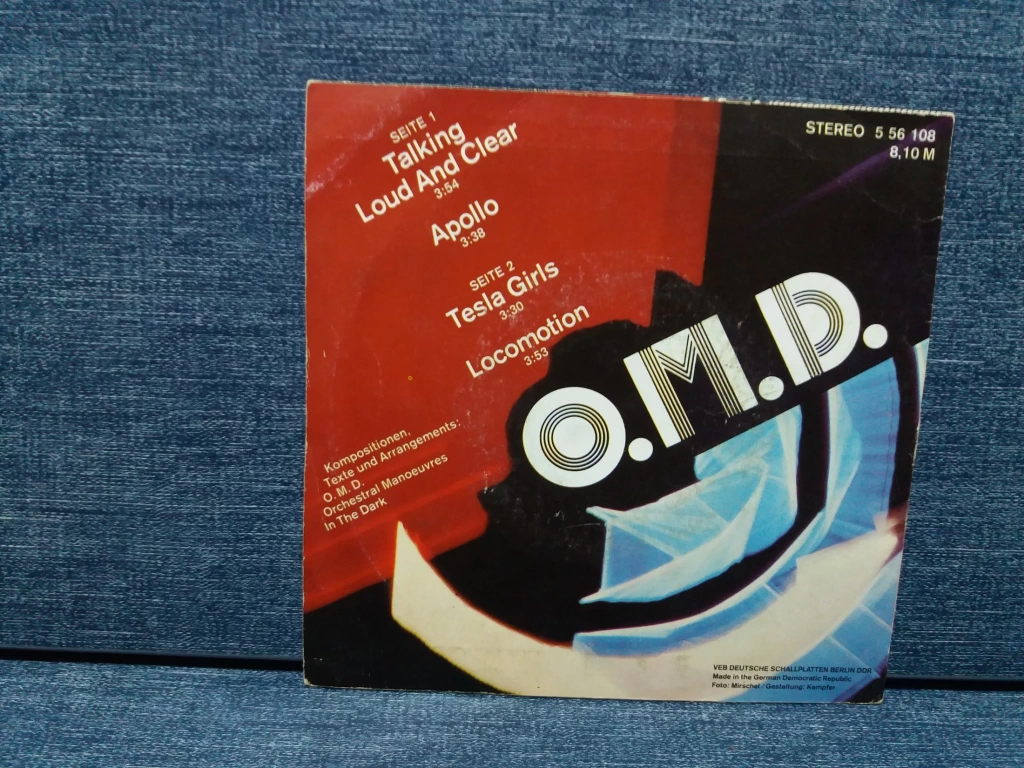 SEITE 1
Talking
Loud And Clear
3:54
Apollo
3:38
SEITE 2
Tesla Girls
3:30
Locomotion
3:53
STEREO 5 56 108
8,10 M
O.M.D.
Kompositionen,
Texte und Arrangements:
O. M. D.
Orchestral Manoeuvres
In The Dark
VEB DEUTSCHE SCHALLPLATTEN BERLIN DDR
Made in the German Democratic Republic
Foto: Mirschel / Gestaltung: Kampfer